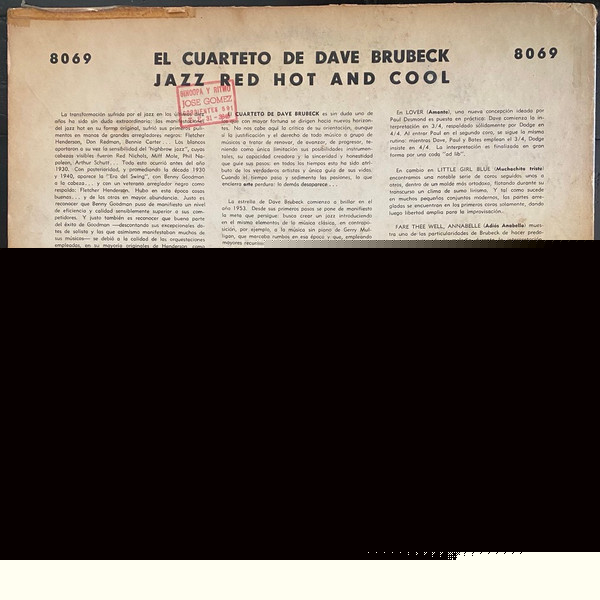 8069
EL CUARTETO DE DAVE BRUBECK
8069
JAZZ RED HOT AND COOL
JOSE GOMEZ
La transformación sufrida por el jazz en los últimos
años ha sido sin duda extraordinaria: las
del jazz hot en su forma original, sufrió sus primeros puli-
mentos en manos de grandes arregladores negros: Fletcher
Henderson, Don Redman, Bennie Carter... Los blancos
aportaron a su vez la sensibilidad del "highbrow jazz", cuyas
cabezas visibles fueron Red Nichols, Miff Mole, Phil Na-
poleon, Arthur Schutt... Todo esto ocurrió antes del año
1930. Con posterioridad, y promediando la década 1930
y 1940, aparece la "Era del Swing", con Benny Goodman
a la cabeza... y con un veterano arreglador negro como
respaldo: Fletcher Henderson. Hubo en esta época cosas
buenas... y de las otras en mayor abundancia. Justo es
reconocer que Benny Goodman puso de manifiesto un nivel
de eficiencia y calidad sensiblemente superior a sus com-
petidores. Y justo también es reconocer que buena parte
del éxito de Goodman —descontando sus excepcionales do-
tes de solista y las que asimismo manifestaban muchos de
sus músicos— se debió a la calidad de las orquestaciones
empleadas, en su mayoría originales de Henderson, como
EL CUARTETO DE DAVE BRUBECK es sin duda uno de
con mayor fortuna se dirigen hacia nuevos horizon-
tes. No nos cabe aquí la crítica de su orientación, aunque
sí la justificación y el derecho de todo músico o grupo de
músicos a tratar de renovar, de avanzar, de progresar, te-
niendo como única limitación sus posibilidades instrumen-
tales, su capacidad creadora y la sinceridad y honestidad
que guíe sus pasos: en todos los tiempos esto ha sido atri-
buto de los verdaderos artistas y única guía de sus vidas.
Cuando el tiempo pasa y sedimenta las pasiones, lo que
encierra arte perdura: lo demás desaparece...
La estrella de Dave Brubeck comienza a brillar en el
año 1953. Desde sus primeros pasos se pone de manifiesto
la meta que persigue: busca crear un jazz introduciendo
en el mismo elementos de la música clásica, en contrapo-
sición, por ejemplo, a la música sin piano de Gerry Mul-
ligan, que marcaba rumbos en esa época y que, empleando
mayores recursos
En LOVER (Amante), una nueva concepción ideada por
Paul Desmond es puesta en práctica: Dave comienza la in-
terpretación en 3/4, respaldado sólidamente por Dodge en
4/4. Al entrar Paul en el segundo coro, se sigue la misma
rutina: mientras Dave, Paul y Bates emplean el 3/4, Dodge
insiste en 4/4. La interpretación es finalizada en gran
forma por una coda "ad lib".
En cambio en LITTLE GIRL BLUE (Muchachita triste)
encontramos una notable serie de coros seguidos, unos a
otros, dentro de un molde más ortodoxo, flotando durante su
transcurso un clima de sumo lirismo. Y tal como sucede
en muchos pequeños conjuntos modernos, las partes arre-
gladas se encuentran en los primeros coros solamente, dando
luego libertad amplia para la improvisación.
FARE THEE WELL, ANNABELLE (Adiós Anabella) mues-
tra una de las particularidades de Brubeck de hacer predo-